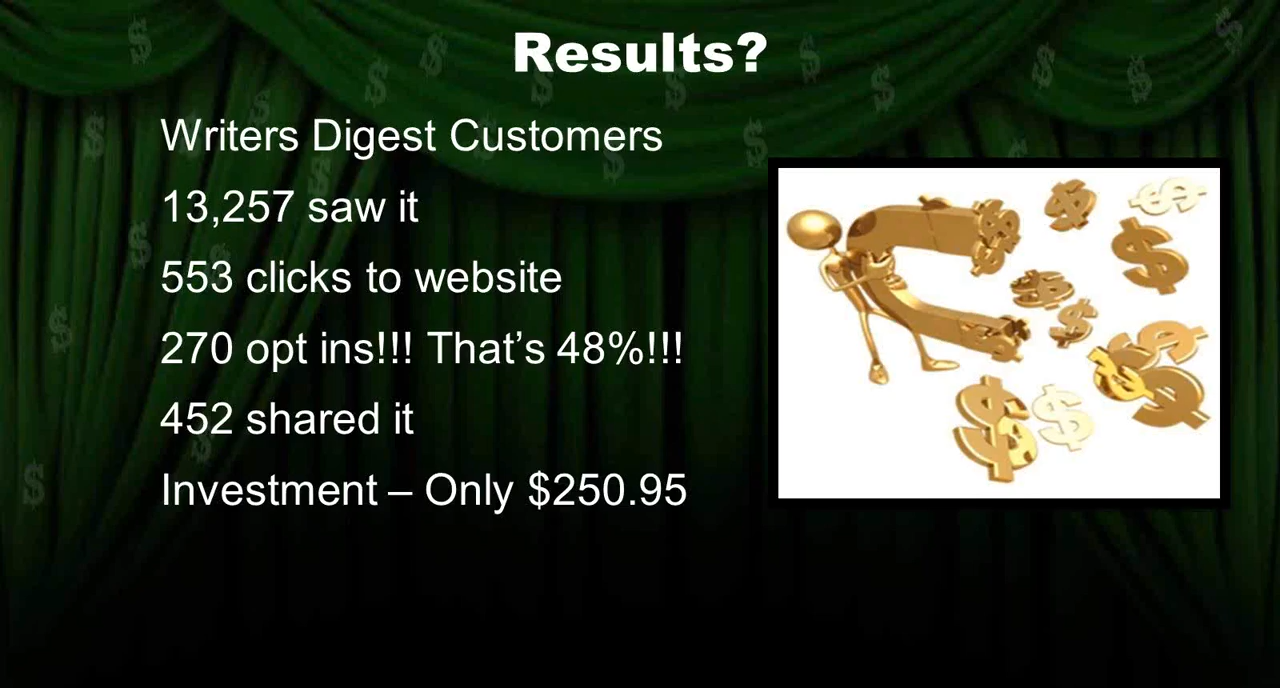 Results?
Writers Digest Customers
13,257 saw it
553 clicks to website
270 opt ins!!! That’s 48%!!!
452 shared it
Investment – Only $250.95